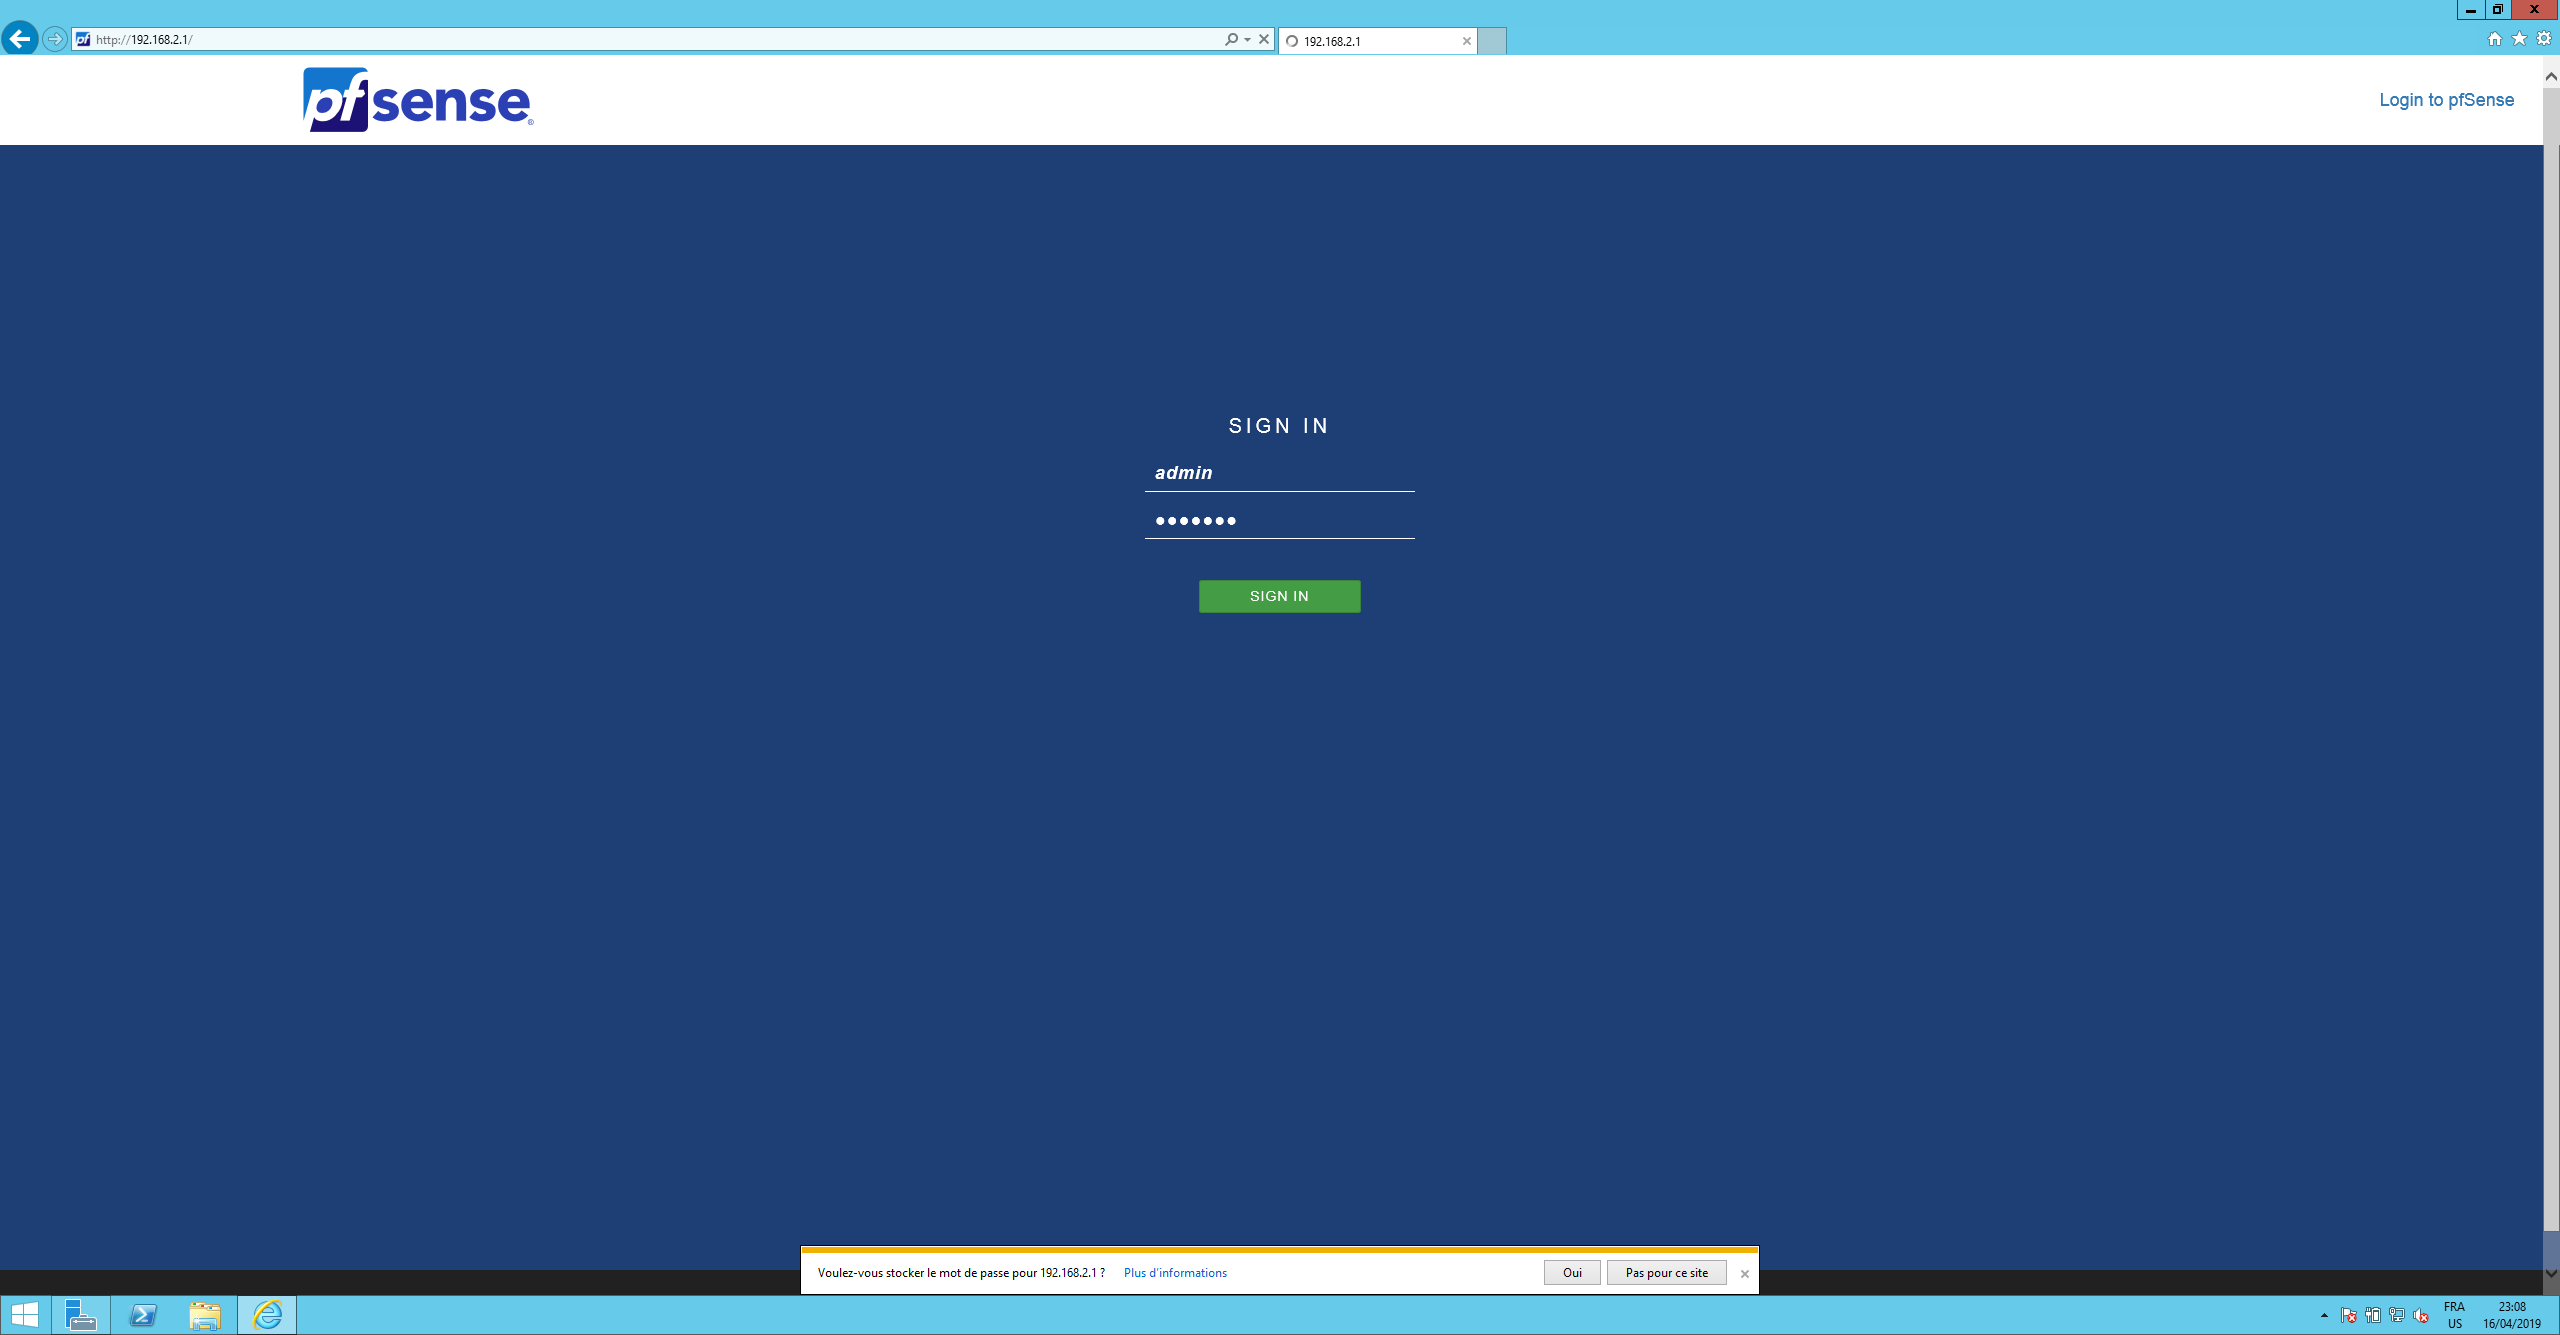 http://192.168.2.1/
192.168.2.1
pfsense®
Login to pfSense
SIGN IN
admin
SIGN IN
Voulez-vous stocker le mot de passe pour 192.168.2.1 ? Plus d'informations
Oui
Pas pour ce site
FRA
US
23:08
16/04/2019